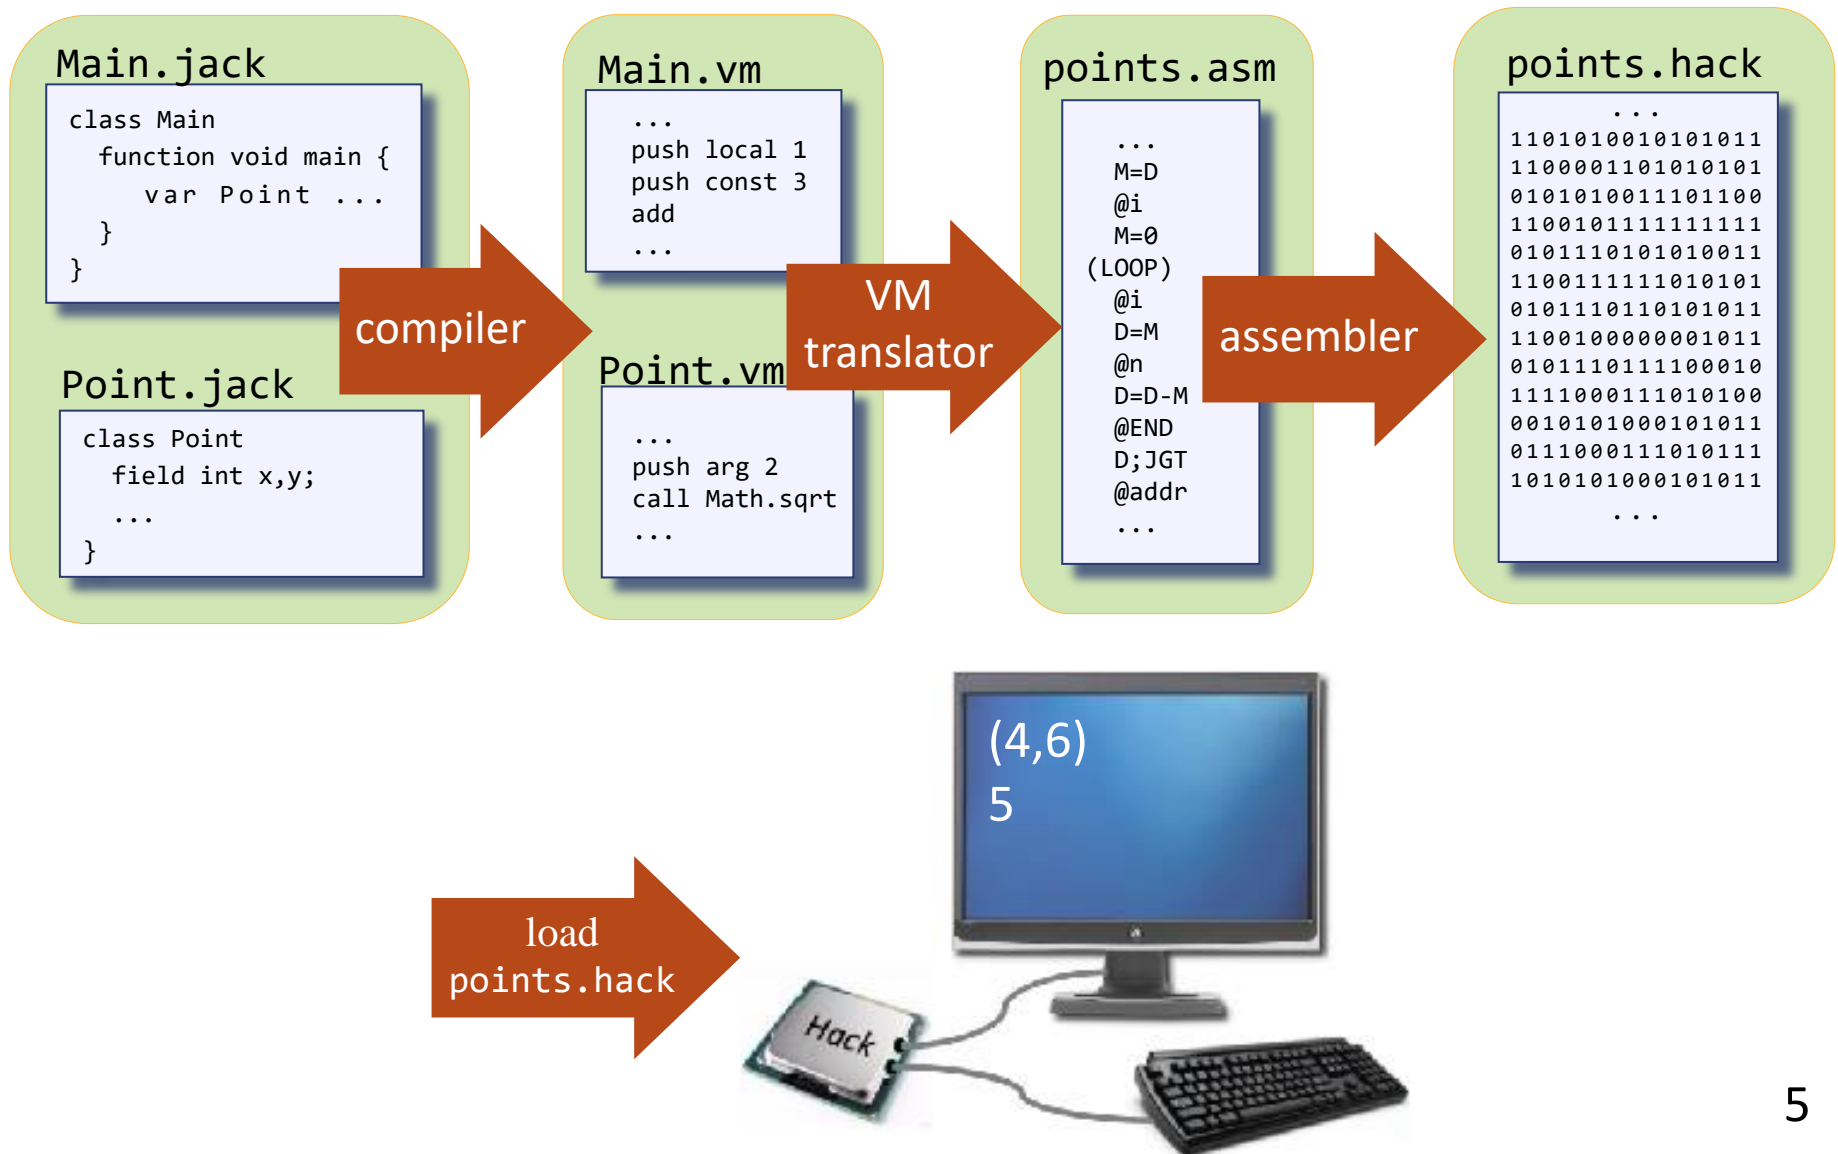 Main.jack
class Main
function void main {
var Point ...
}
}
Point.jack
class Point
field int x,y;
...
}
compiler
Main.vm
...
push local 1
push const 3
add
...
Point.vm
...
push arg 2
call Math.sqrt
...
VM
translator
points.asm
...
M=D
@i
M=0
(LOOP)
@i
D=M
@n
D=D-M
@END
D;JGT
@addr
...
assembler
points.hack
...
1101010010101011
1100001101010101
0101010011101100
1100101111111111
0101110101010011
1100111111010101
0101110110101011
1100100000001011
0101110111100010
1111000111010100
0010101000101011
0111000111010111
1010101000101011
...
load
points.hack
(4,6)
5
Hack
5